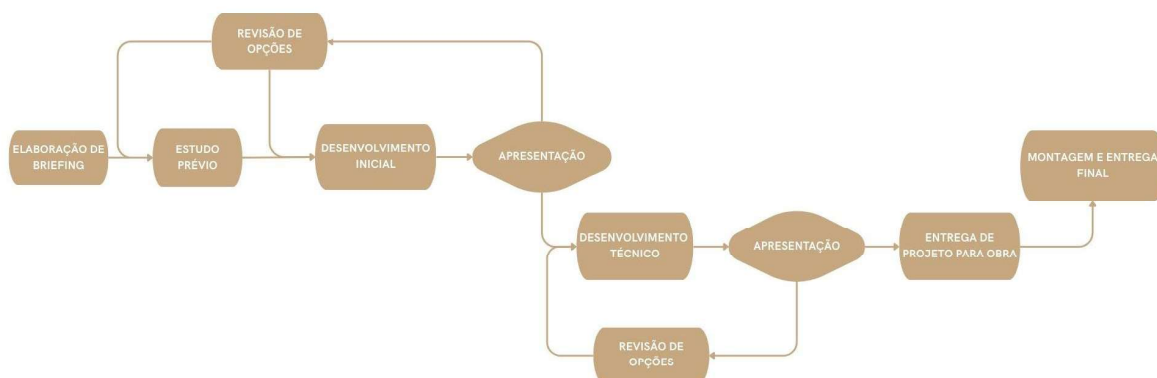 REVISÃO DE
OPÇÕES
ELABORAÇÃO DE
BRIEFING
ESTUDO
PRÉVIO
DESENVOLVIMENTO
INICIAL
APRESENTAÇÃO
MONTAGEM E ENTREGA
FINAL
DESENVOLVIMENTO
TÉCNICO
APRESENTAÇÃO
ENTREGA DE
PROJETO PARA OBRA
REVISÃO DE
OPÇÕES